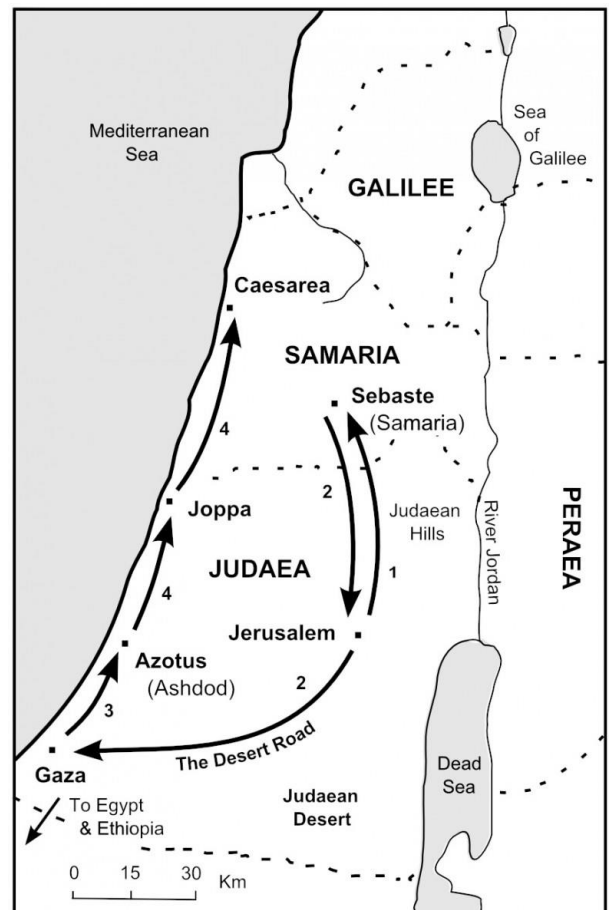 Mediterranean
Sea
Sea
of
Galilee
GALILEE
Caesarea
SAMARIA
Sebaste
(Samaria)
4
2
Joppa
Judaean
Hills
River Jordan
PERAEA
JUDAEA
1
4
Jerusalem
Azotus
(Ashdod)
2
3
The Desert Road
Gaza
Dead
Sea
To Egypt
& Ethiopia
Judaean
Desert
0 15 30 Km